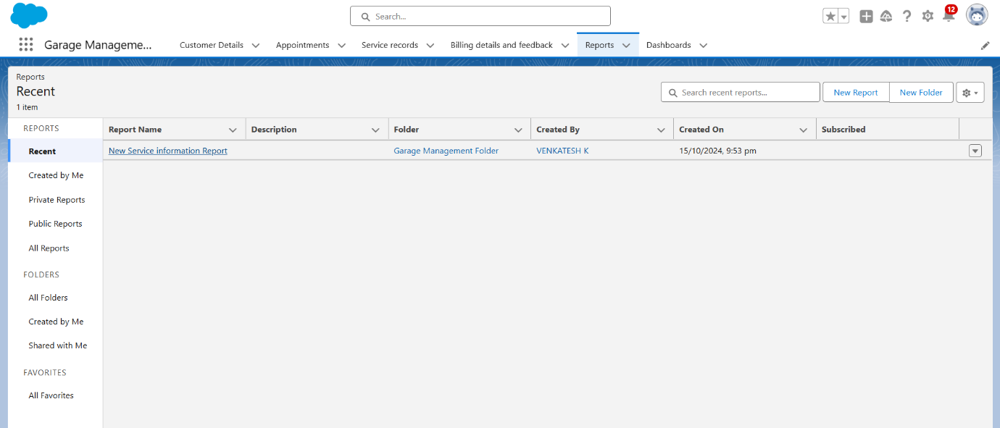 Search...
12
Garage Manageme...
Customer Details
Appointments
Service records
Billing details and feedback
Reports
Dashboards
Reports
Recent
1 item
Search recent reports...
New Report
New Folder
REPORTS
Recent
Created by Me
Private Reports
Public Reports
All Reports
FOLDERS
All Folders
Created by Me
Shared with Me
FAVORITES
All Favorites
Report Name
Description
Folder
Created By
Created On
Subscribed
New Service information Report
Garage Management Folder
VENKATESH K
15/10/2024, 9:53 pm